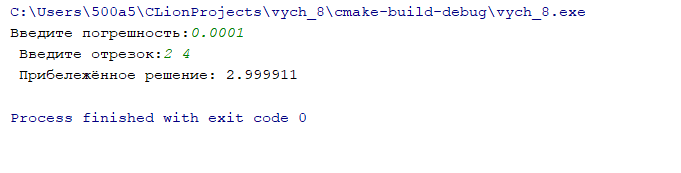 C:\Users\500a5\CLionProjects\vych_8\cmake-build-debug\vych_8.exe
Введите погрешность:0.0001
Введите отрезок:2 4
Прибележённое решение: 2.999911
Process finished with exit code 0